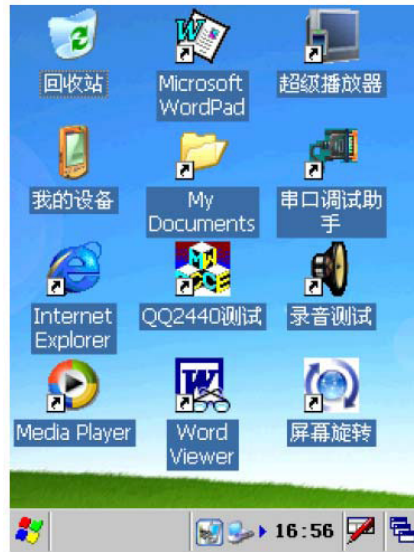 回收站
Microsoft
WordPad
超级播放器
我的设备
My
Documents
串口调试助
手
Internet
Explorer
QQ2440测试
录音测试
Media Player
Word
Viewer
屏幕旋转
16:56